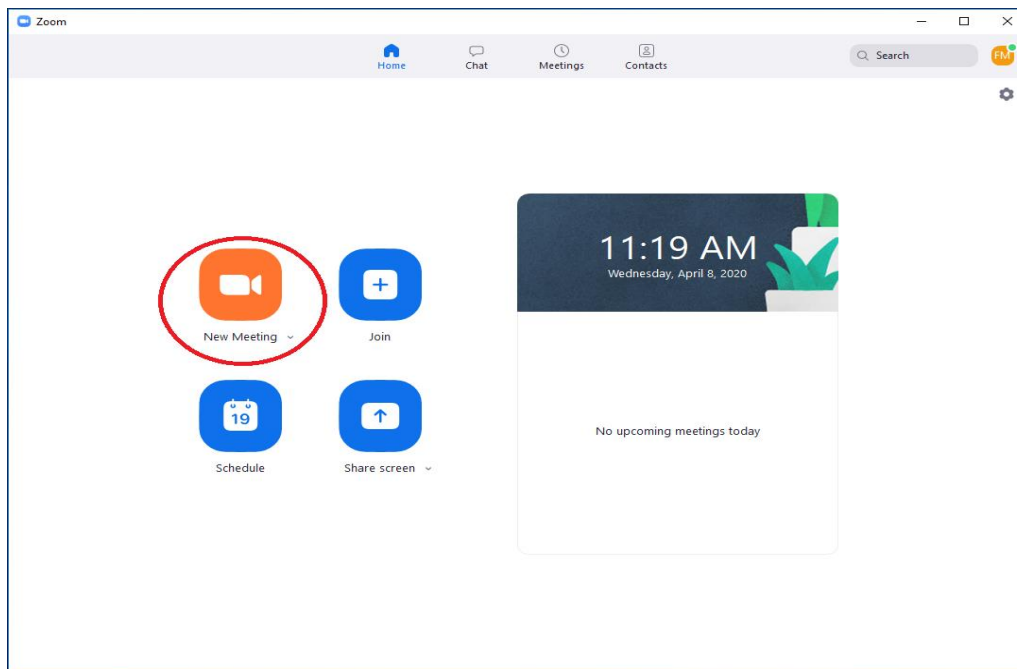 Zoom
Home
Chat
Meetings
Contacts
Search
FM
11:19 AM
Wednesday, April 8, 2020
New Meeting
Join
19
Schedule
Share screen
No upcoming meetings today